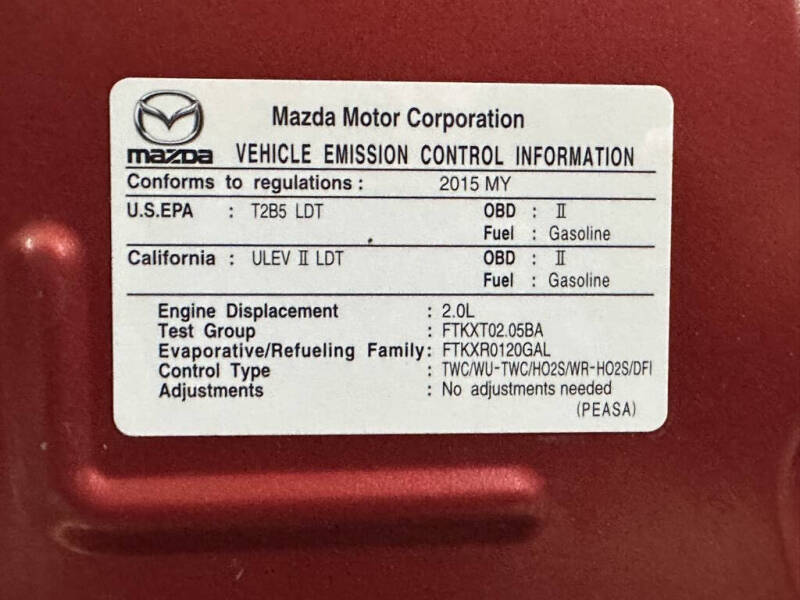 Mazda Motor Corporation
mazda VEHICLE EMISSION CONTROL INFORMATION
Conforms to regulations : 2015 MY
U.S.EPA : T2B5 LDT OBD : II
Fuel : Gasoline
California : ULEV II LDT OBD : II
Fuel : Gasoline
Engine Displacement : 2.0L
Test Group : FTKXT02.05BA
Evaporative/Refueling Family: FTKXR0120GAL
Control Type : TWC/WU-TWC/HO2S/WR-HO2S/DFI
Adjustments : No adjustments needed
(PEASA)